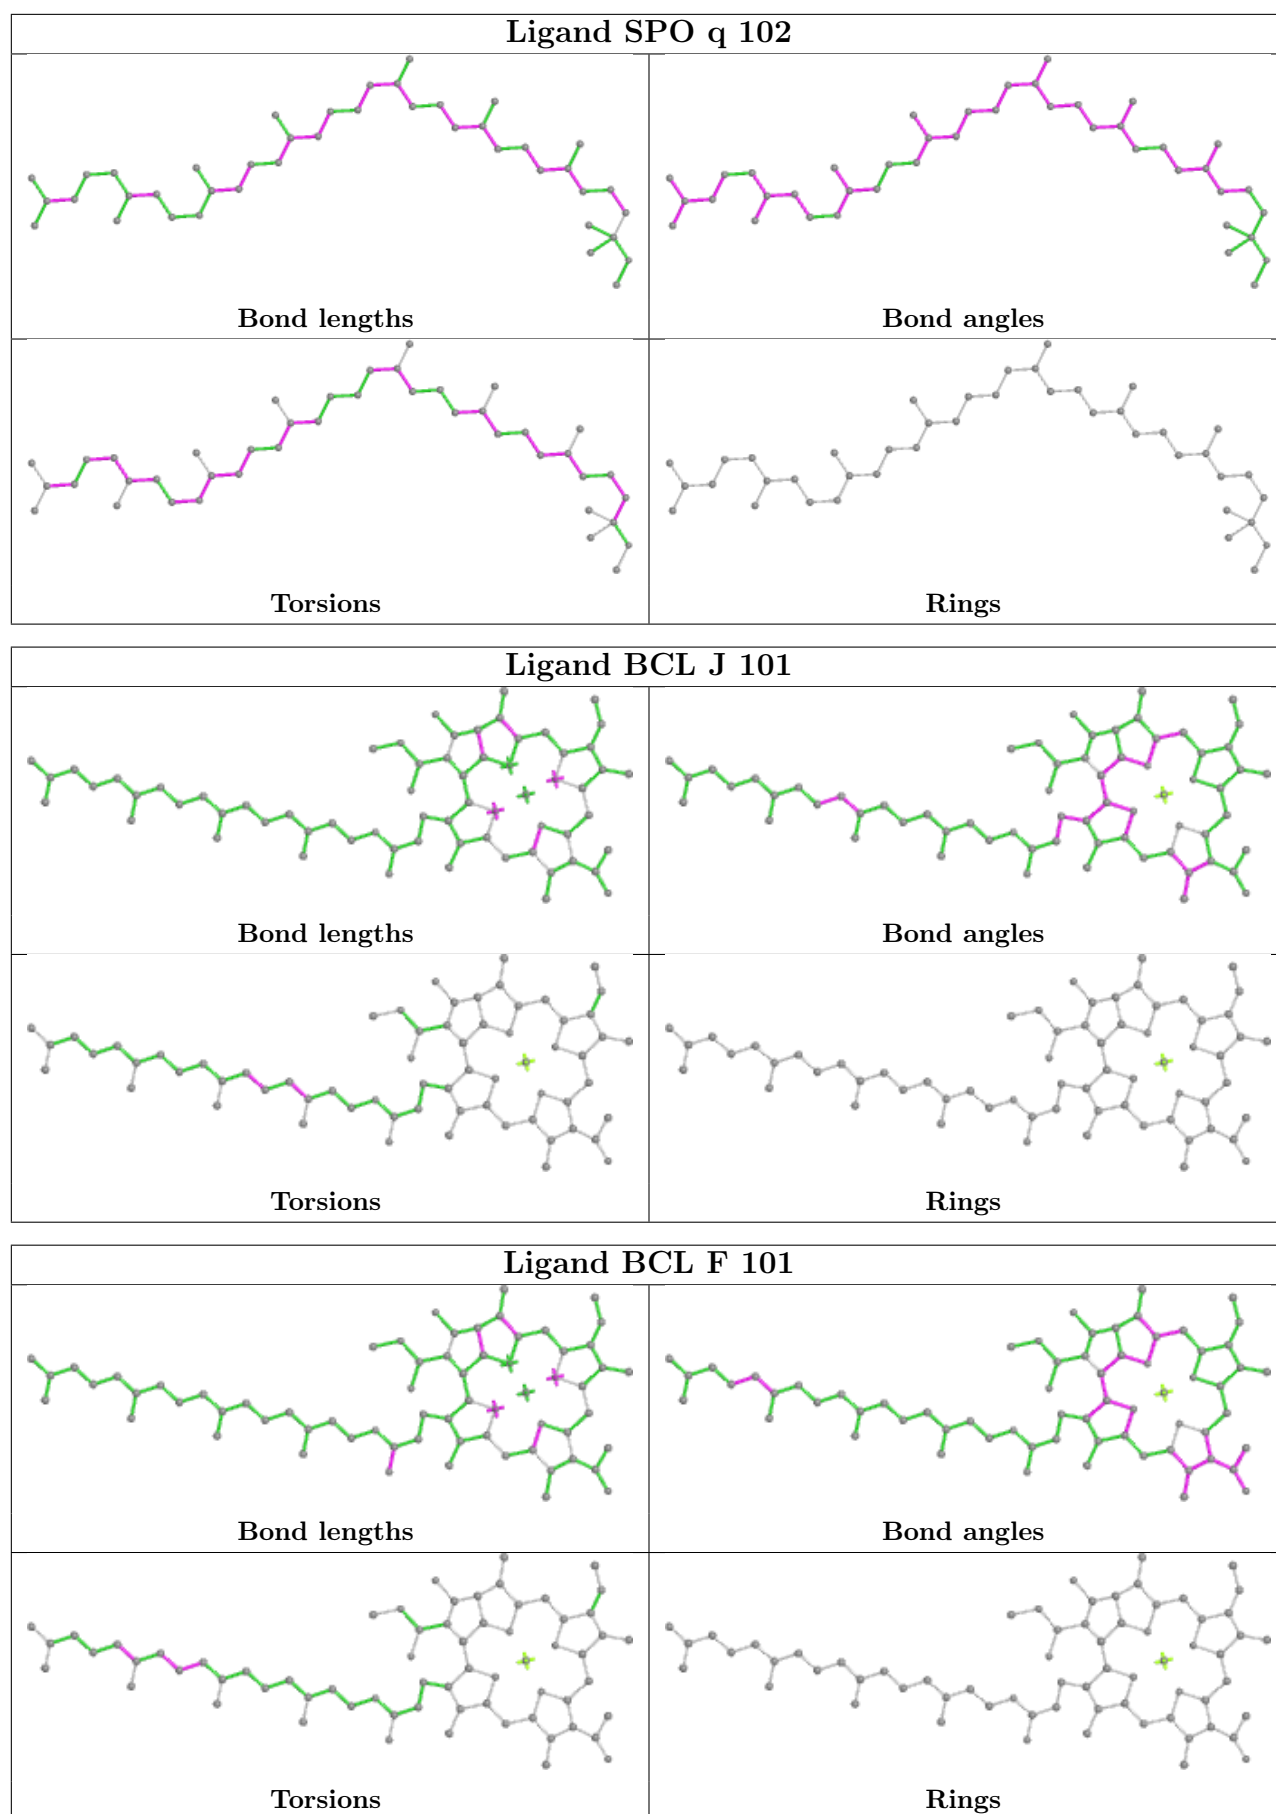 Ligand SPO q 102
Bond lengths
Bond angles
Torsions
Rings
Ligand BCL J 101
Bond lengths
Bond angles
Torsions
Rings
Ligand BCL F 101
Bond lengths
Bond angles
Torsions
Rings